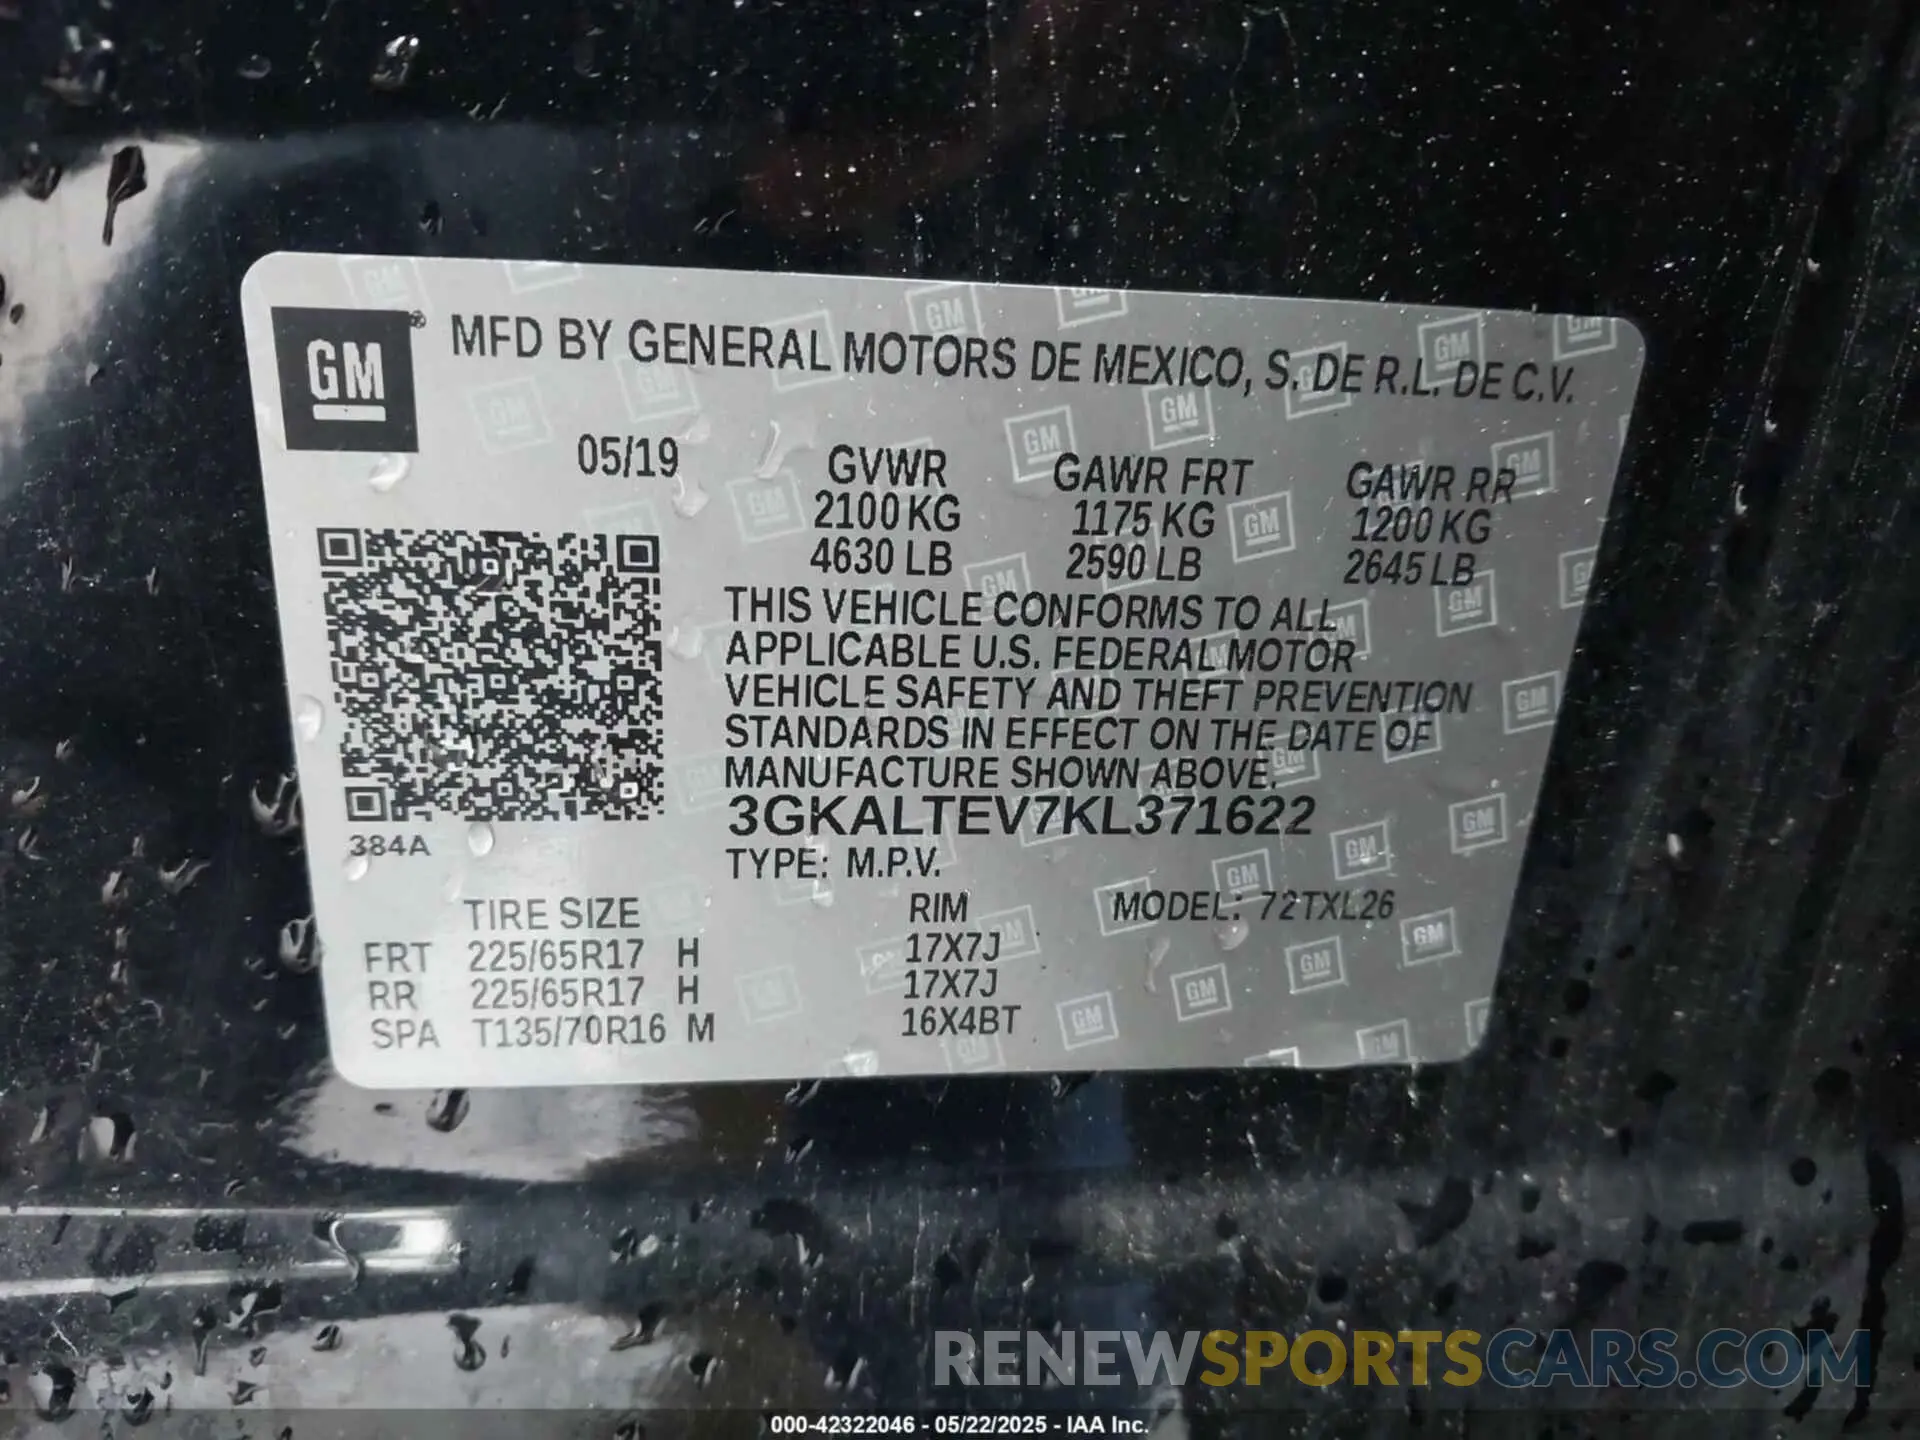 GM®
MFD BY GENERAL MOTORS DE MEXICO, S. DE R.L. DE C.V.
05/19
GVWR GAWR FRT GAWR RR
2100 KG 1175 KG 1200 KG
4630 LB 2590 LB 2645 LB
THIS VEHICLE CONFORMS TO ALL
APPLICABLE U.S. FEDERAL MOTOR
VEHICLE SAFETY AND THEFT PREVENTION
STANDARDS IN EFFECT ON THE DATE OF
MANUFACTURE SHOWN ABOVE.
3GKALTEV7KL371622
384A
TYPE: M.P.V.
TIRE SIZE RIM MODEL: 72TXL26
FRT 225/65R17 H 17X7J
RR 225/65R17 H 17X7J
SPA T135/70R16 M 16X4BT
RENEWSPORTSCARS.COM
000-42322046 - 05/22/2025 - IAA Inc.